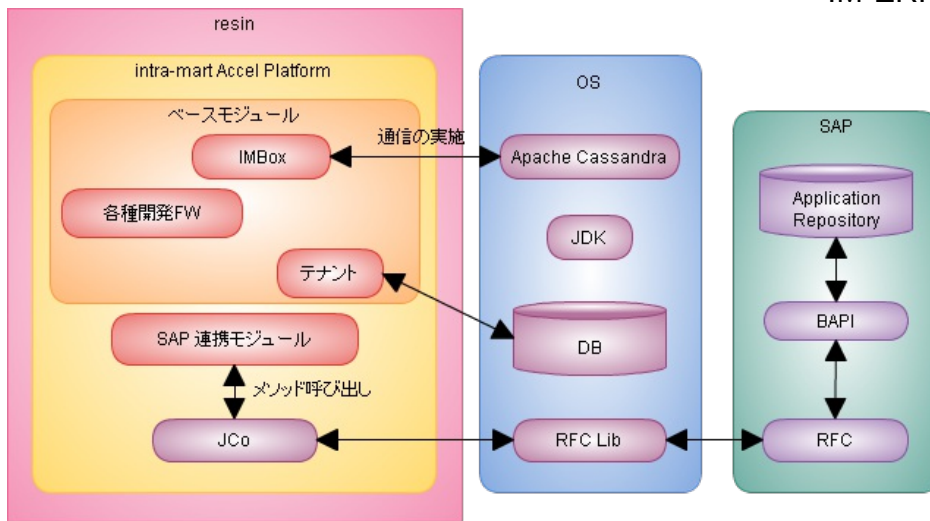 resin
intra-mart Accel Platform
ベースモジュール
IMBox
各種開発FW
テナント
SAP 連携モジュール
メソッド呼び出し
JCo
通信の実施
OS
Apache Cassandra
JDK
DB
RFC Lib
SAP
Application
Repository
BAPI
RFC